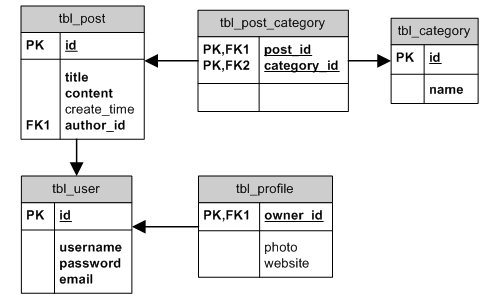 tbl_post
PK id
title
content
create_time
FK1 author_id
tbl_post_category
PK,FK1 post_id
PK,FK2 category_id
tbl_category
PK id
name
tbl_user
PK id
username
password
email
tbl_profile
PK,FK1 owner_id
photo
website